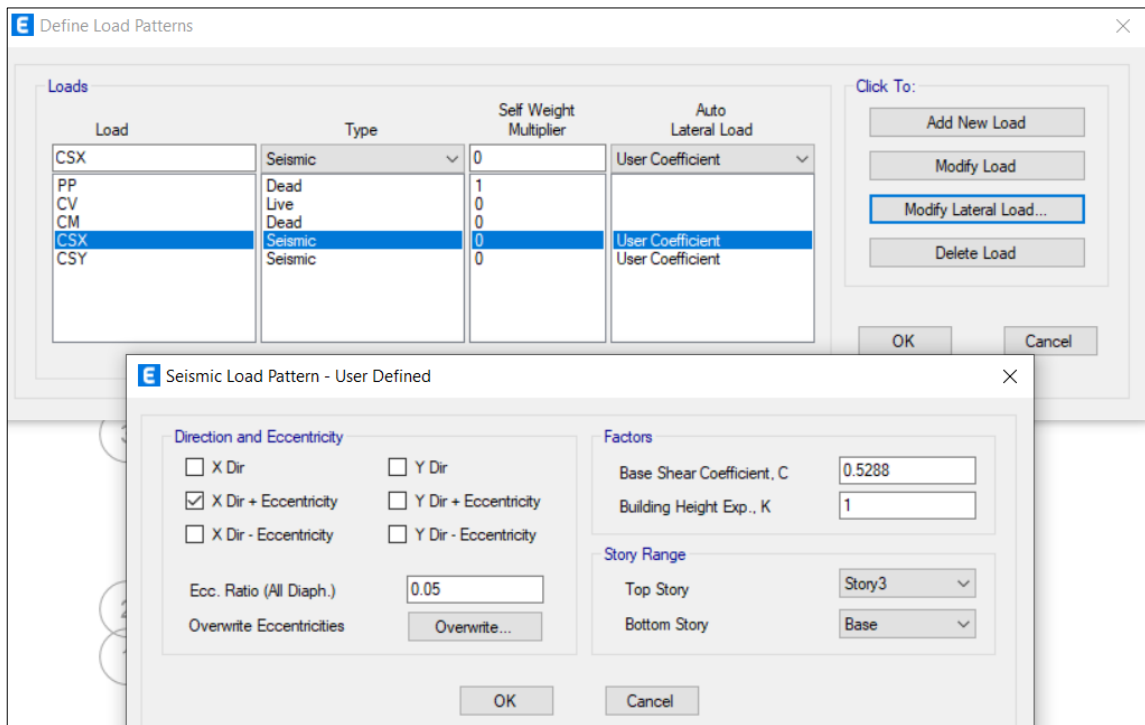 E Define Load Patterns
Loads
Click To:
Load Type Self Weight Multiplier Auto Lateral Load
CSX Seismic 0 User Coefficient
PP Dead 1
CV Live 0
CM Dead 0
CSX Seismic 0 User Coefficient
CSY Seismic 0 User Coefficient
Add New Load
Modify Load
Modify Lateral Load...
Delete Load
OK Cancel
E Seismic Load Pattern - User Defined
Direction and Eccentricity
X Dir Y Dir
X Dir + Eccentricity Y Dir + Eccentricity
X Dir - Eccentricity Y Dir - Eccentricity
Ecc. Ratio (All Diaph.) 0.05
Overwrite Eccentricities Overwrite...
Factors
Base Shear Coefficient, C 0.5288
Building Height Exp., K 1
Story Range
Top Story Story3
Bottom Story Base
OK Cancel